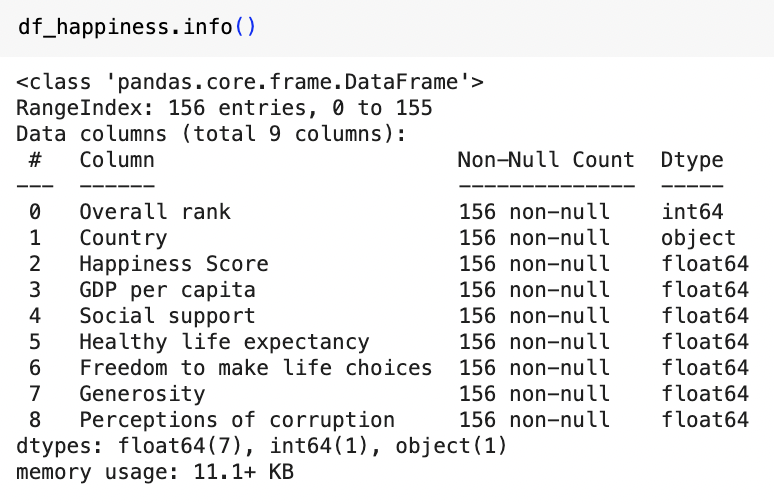 df_happiness.info()
<class 'pandas.core.frame.DataFrame'>
RangeIndex: 156 entries, 0 to 155
Data columns (total 9 columns):
 #   Column                        Non-Null Count  Dtype
---  ------                        --------------  -----
 0   Overall rank                  156 non-null    int64
 1   Country                       156 non-null    object
 2   Happiness Score               156 non-null    float64
 3   GDP per capita                156 non-null    float64
 4   Social support                156 non-null    float64
 5   Healthy life expectancy       156 non-null    float64
 6   Freedom to make life choices  156 non-null    float64
 7   Generosity                    156 non-null    float64
 8   Perceptions of corruption     156 non-null    float64
dtypes: float64(7), int64(1), object(1)
memory usage: 11.1+ KB